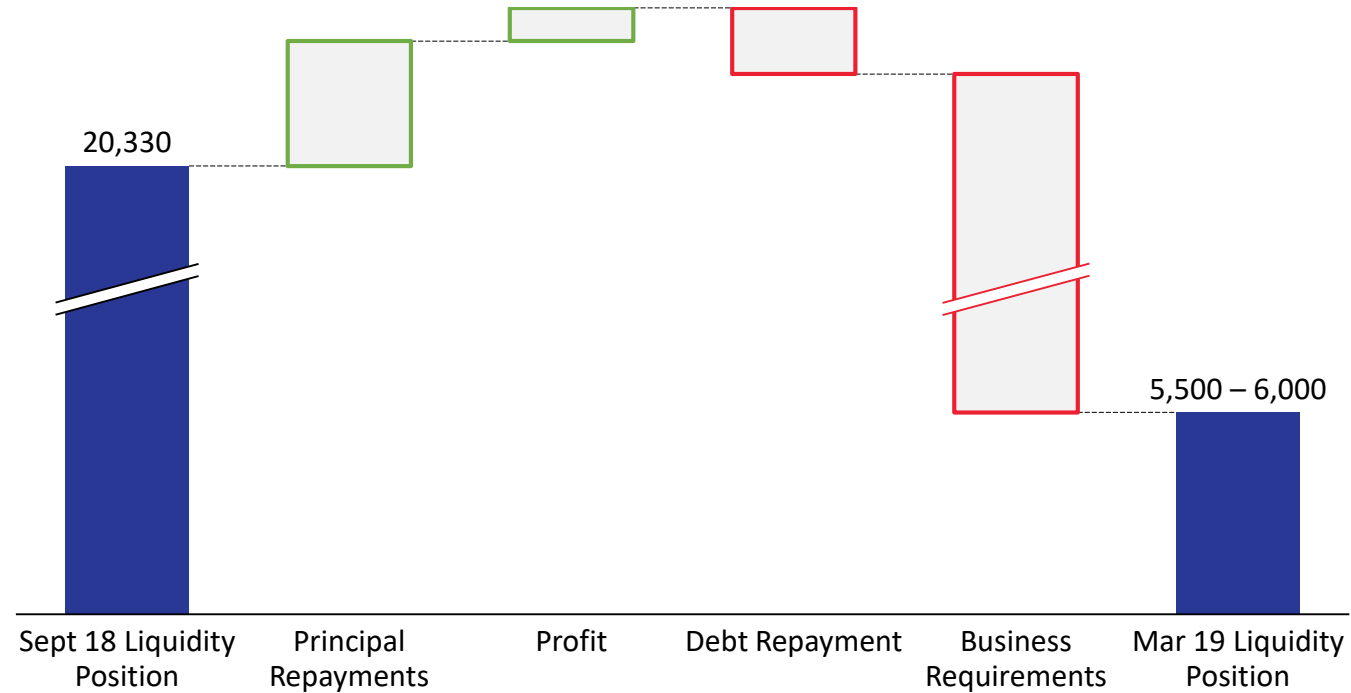 20,330
5,500 – 6,000
Sept 18 Liquidity
Position
Principal
Repayments
Profit
Debt Repayment
Business
Requirements
Mar 19 Liquidity
Position